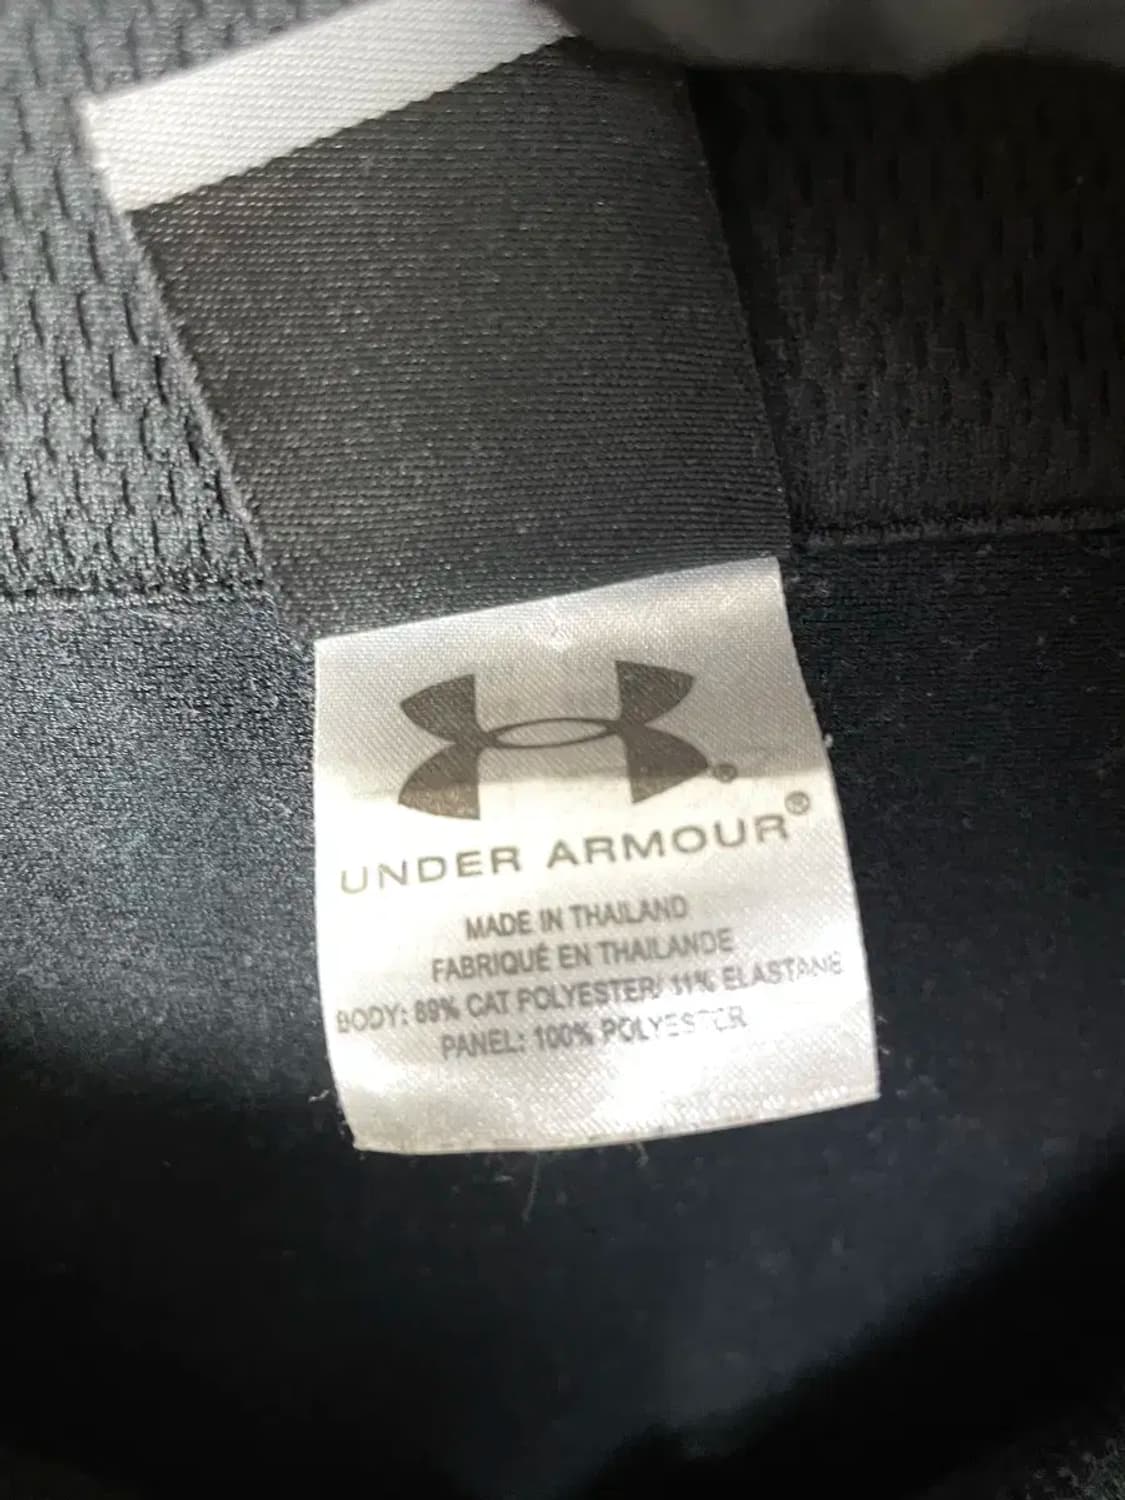 UNDER ARMOUR®
MADE IN THAILAND
FABRIQUÉ EN THAILANDE
BODY: 89% CAT POLYESTER/ 11% ELASTANE
PANEL: 100% POLYESTER